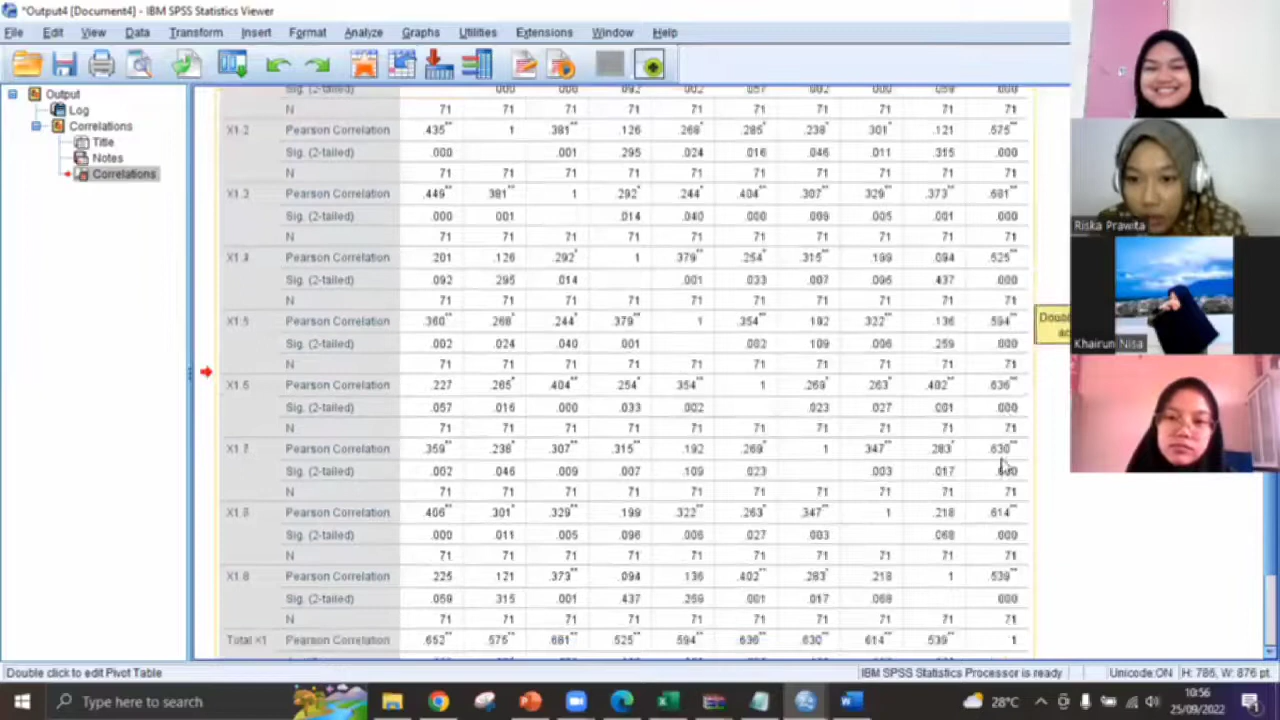 *Output4 [Document4] - IBM SPSS Statistics Viewer
File Edit View Data Transform Insert Format Analyze Graphs Utilities Extensions Window Help
Output
Log
Correlations
Title
Notes
Correlations
Sig. (2-tailed) .000 .092 .057
N 71 71 71 71 71 71 71 71 71 71
X1.2 Pearson Correlation .435** 1 .381** .126 .268* .285* .238* .301* .121 .575**
Sig. (2-tailed) .000 .001 .295 .024 .016 .046 .011 .315 .000
N 71 71 71 71 71 71 71 71 71 71
X1.3 Pearson Correlation .449** .381** 1 .292* .244* .404** .307** .329** .373** .681**
Sig. (2-tailed) .000 .001 .014 .040 .000 .009 .005 .001 .000
N 71 71 71 71 71 71 71 71 71 71
X1.4 Pearson Correlation .201 .126 .292* 1 .379** .254* .315** .199 .094 .525**
Sig. (2-tailed) .092 .295 .014 .001 .033 .007 .096 .437 .000
N 71 71 71 71 71 71 71 71 71 71
X1.5 Pearson Correlation .360** .268* .244* .379** 1 .354** .192 .322** .136 .594**
Sig. (2-tailed) .002 .024 .040 .001 .002 .109 .006 .259 .000
N 71 71 71 71 71 71 71 71 71 71
X1.6 Pearson Correlation .227 .285* .404** .254* .354** 1 .269* .263* .402** .636**
Sig. (2-tailed) .057 .016 .000 .033 .002 .023 .027 .001 .000
N 71 71 71 71 71 71 71 71 71 71
X1.7 Pearson Correlation .359** .238* .307** .315** .192 .269* 1 .347** .283* .630**
Sig. (2-tailed) .002 .046 .009 .007 .109 .023 .003 .017
N 71 71 71 71 71 71 71 71 71 71
Pearson Correlation .406** .301* .329** .199 .322** .263* .347** 1 .218 .614**
Sig. (2-tailed) .000 .011 .005 .096 .006 .027 .003 .068 .000
N 71 71 71 71 71 71 71 71 71 71
Pearson Correlation .225 .121 .373** .094 .136 .402** .283* .218 1 .539**
Sig. (2-tailed) .059 .315 .001 .437 .259 .001 .017 .068 .000
N 71 71 71 71 71 71 71 71 71 71
Total X1 Pearson Correlation .652** .575** .681** .525** .594** .636** .630** .614** .539** 1
Riska Prawita
Khairun Nisa
Double click to edit Pivot Table IBM SPSS Statistics Processor is ready Unicode:ON H: 786, W: 876 pt.
Type here to search 28°C 10:56
25/09/2022